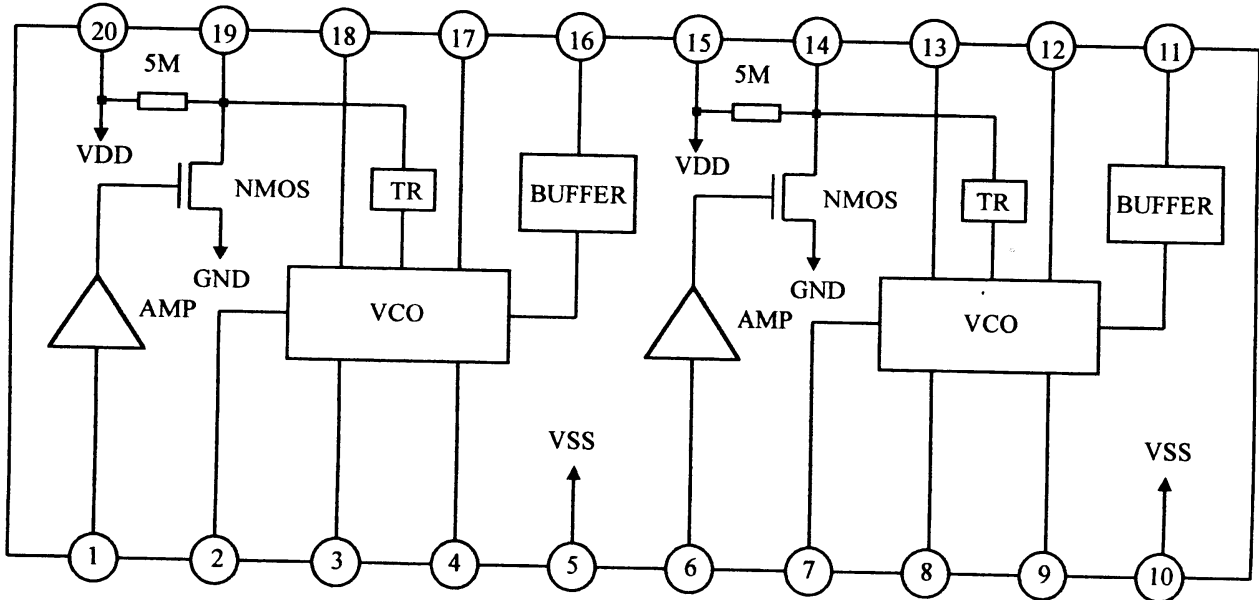 20 19 18 17 16 15 14 13 12 11
5M 5M
VDD VDD
NMOS TR BUFFER NMOS TR BUFFER
GND GND
AMP VCO AMP VCO
VSS VSS
1 2 3 4 5 6 7 8 9 10